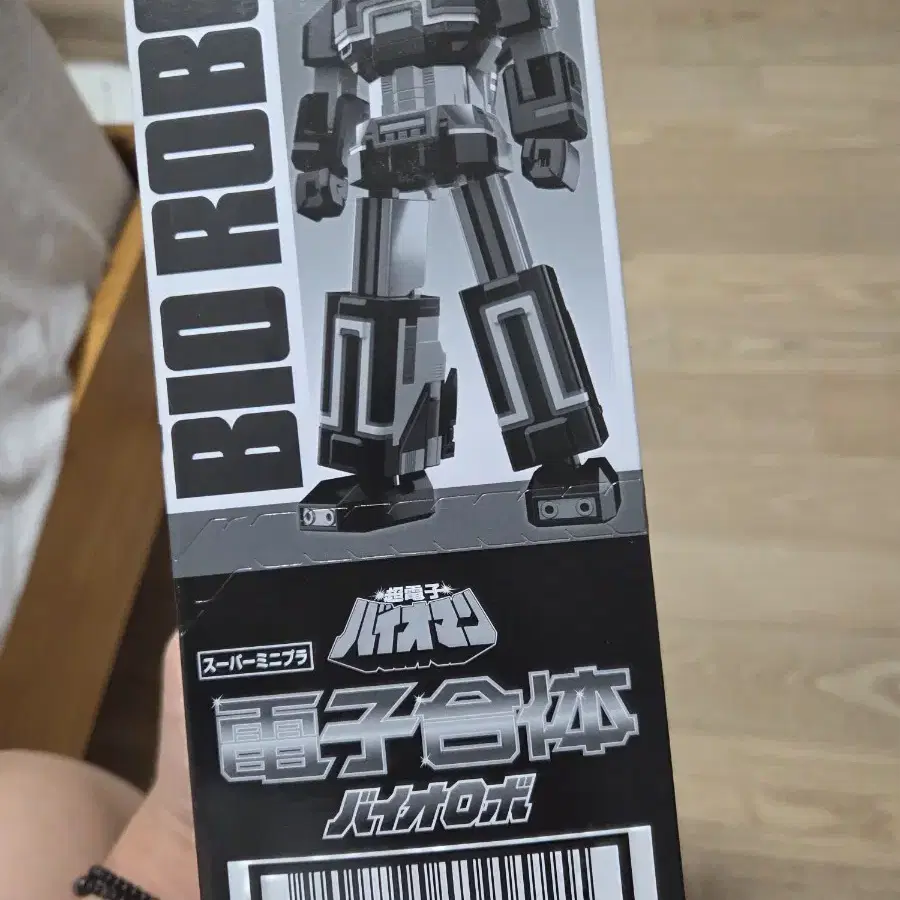 BIO ROBO
超電子
バイオマン
スーパーミニプラ
電子合体
バイオロボ